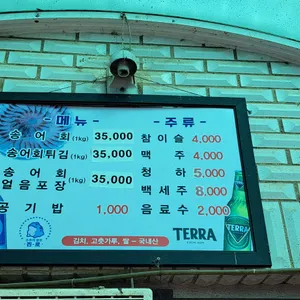 - 메뉴 -
송 어 회 (1kg) 35,000
송어회튀김 (1kg) 35,000
송 어 회
얼음포장 (1kg) 35,000
공 기 밥 1,000
- 주류 -
참 이 슬 4,000
맥 주 4,000
청 하 5,000
백 세 주 8,000
음 료 수 2,000
김치, 고춧가루, 쌀 ~ 국내산
TERRA
TERRA